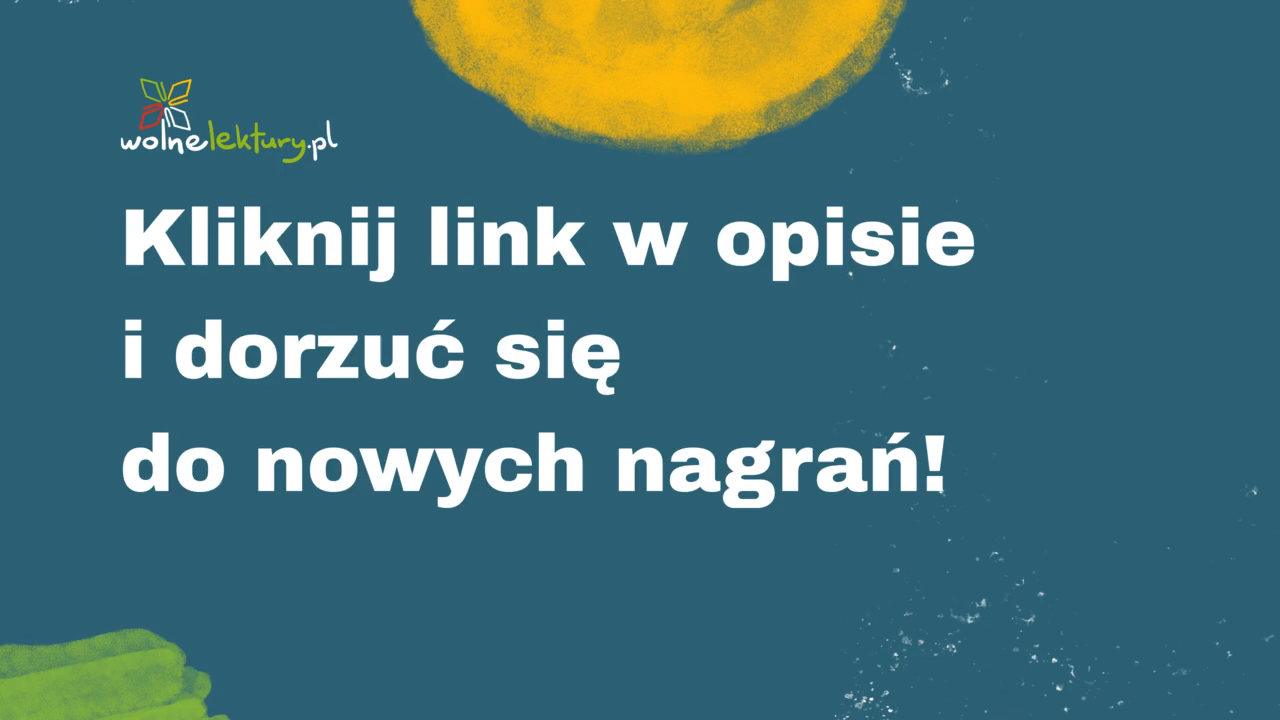 wolnelektury.pl
Kliknij link w opisie
i dorzuć się
do nowych nagrań!